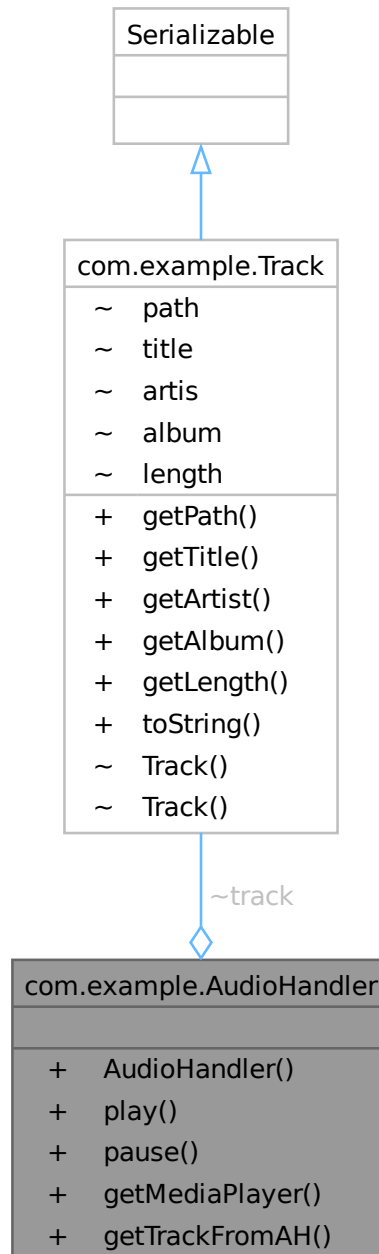 Serializable
com.example.Track
~ path
~ title
~ artis
~ album
~ length
+ getPath()
+ getTitle()
+ getArtist()
+ getAlbum()
+ getLength()
+ toString()
~ Track()
~ Track()
~track
com.example.AudioHandler
+ AudioHandler()
+ play()
+ pause()
+ getMediaPlayer()
+ getTrackFromAH()